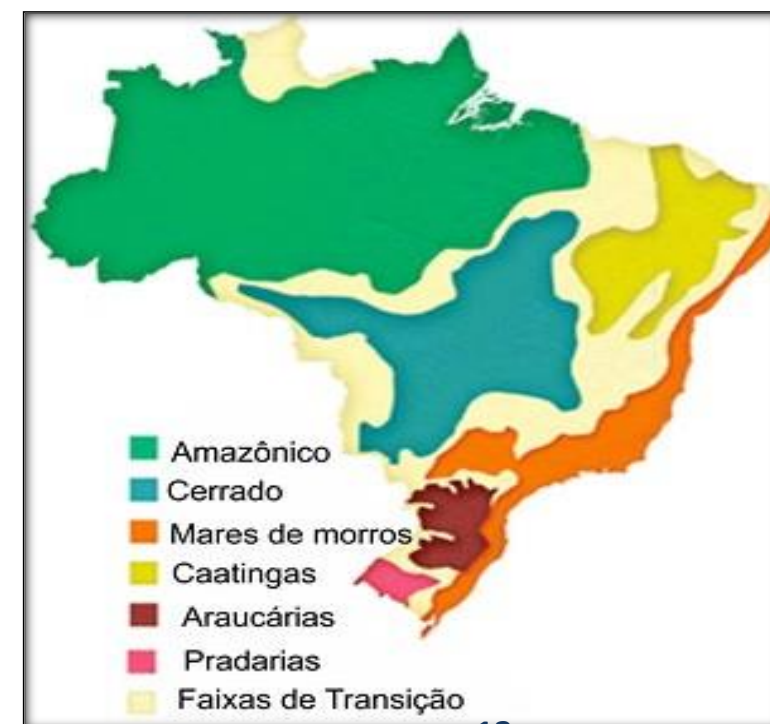 Amazônico
Cerrado
Mares de morros
Caatingas
Araucárias
Pradarias
Faixas de Transição